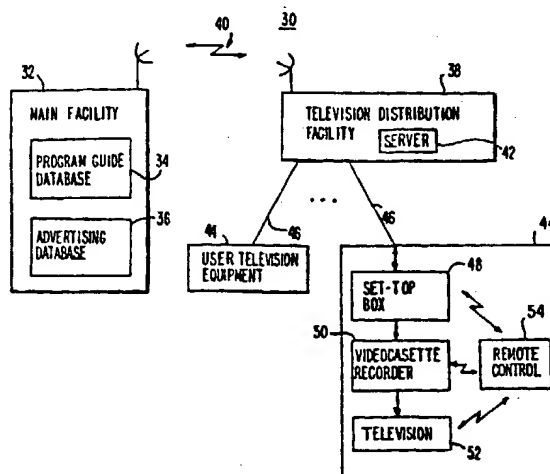 40
30
32
38
MAIN FACILITY
PROGRAM GUIDE
DATABASE
34
ADVERTISING
DATABASE
36
TELEVISION DISTRIBUTION
FACILITY
SERVER
42
44
46
...
46
44
USER TELEVISION
EQUIPMENT
SET-TOP
BOX
48
54
50
VIDEOCASETTE
RECORDER
REMOTE
CONTROL
TELEVISION
52